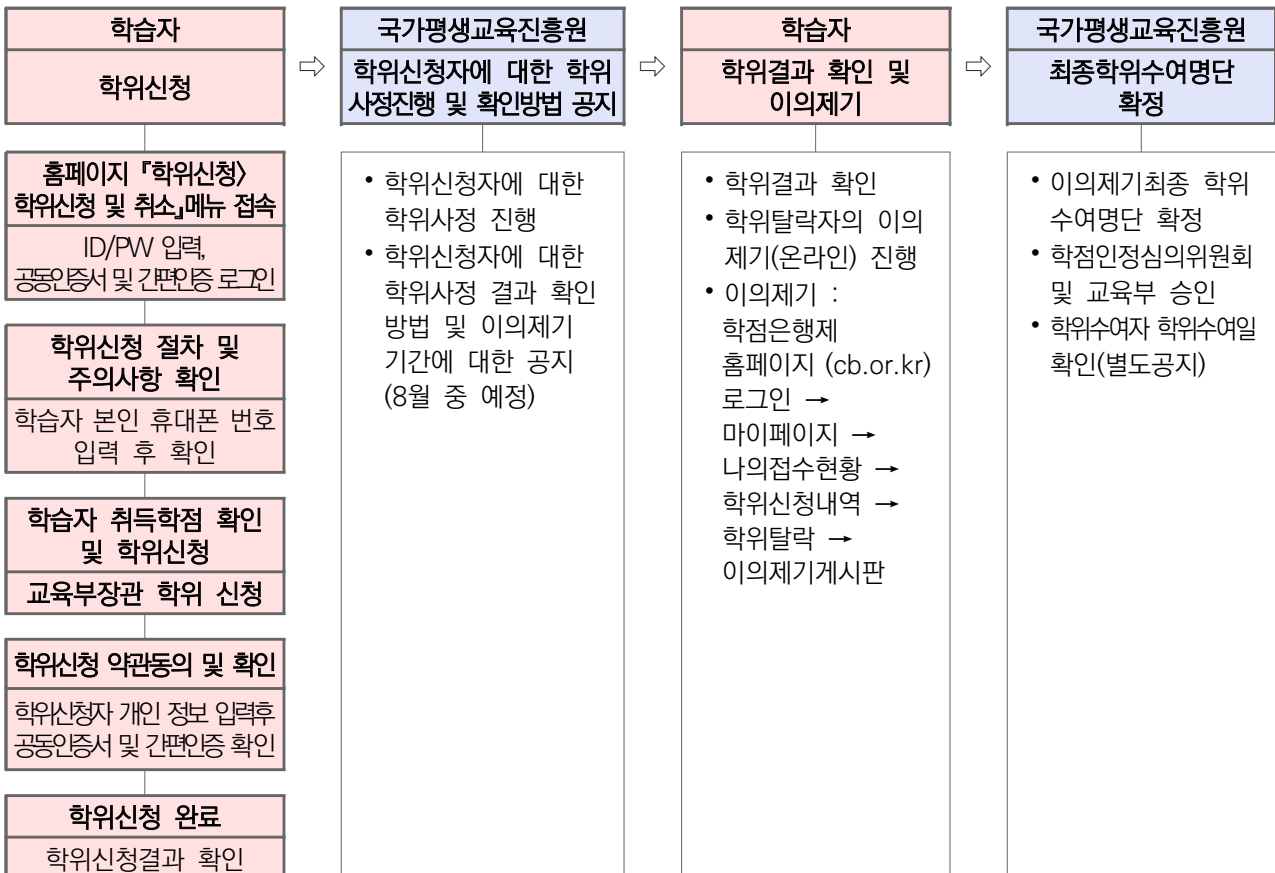 학습자
학위신청
⇨
국가평생교육진흥원
학위신청자에 대한 학위
사정진행 및 확인방법 공지
⇨
학습자
학위결과 확인 및
이의제기
⇨
국가평생교육진흥원
최종학위수여명단
확정
홈페이지 『학위신청〉
학위신청 및 취소』메뉴 접속
ID/PW 입력,
공동인증서 및 간편인증 로그인
학위신청 절차 및
주의사항 확인
학습자 본인 휴대폰 번호
입력 후 확인
학습자 취득학점 확인
및 학위신청
교육부장관 학위 신청
학위신청 약관동의 및 확인
학위신청자 개인 정보 입력후
공동인증서 및 간편인증 확인
학위신청 완료
학위신청결과 확인
• 학위신청자에 대한
학위사정 진행
• 학위신청자에 대한
학위사정 결과 확인
방법 및 이의제기
기간에 대한 공지
(8월 중 예정)
• 학위결과 확인
• 학위탈락자의 이의
제기(온라인) 진행
• 이의제기 :
학점은행제
홈페이지 (cb.or.kr)
로그인 →
마이페이지 →
나의접수현황 →
학위신청내역 →
학위탈락 →
이의제기게시판
• 이의제기최종 학위
수여명단 확정
• 학점인정심의위원회
및 교육부 승인
• 학위수여자 학위수여일
확인(별도공지)